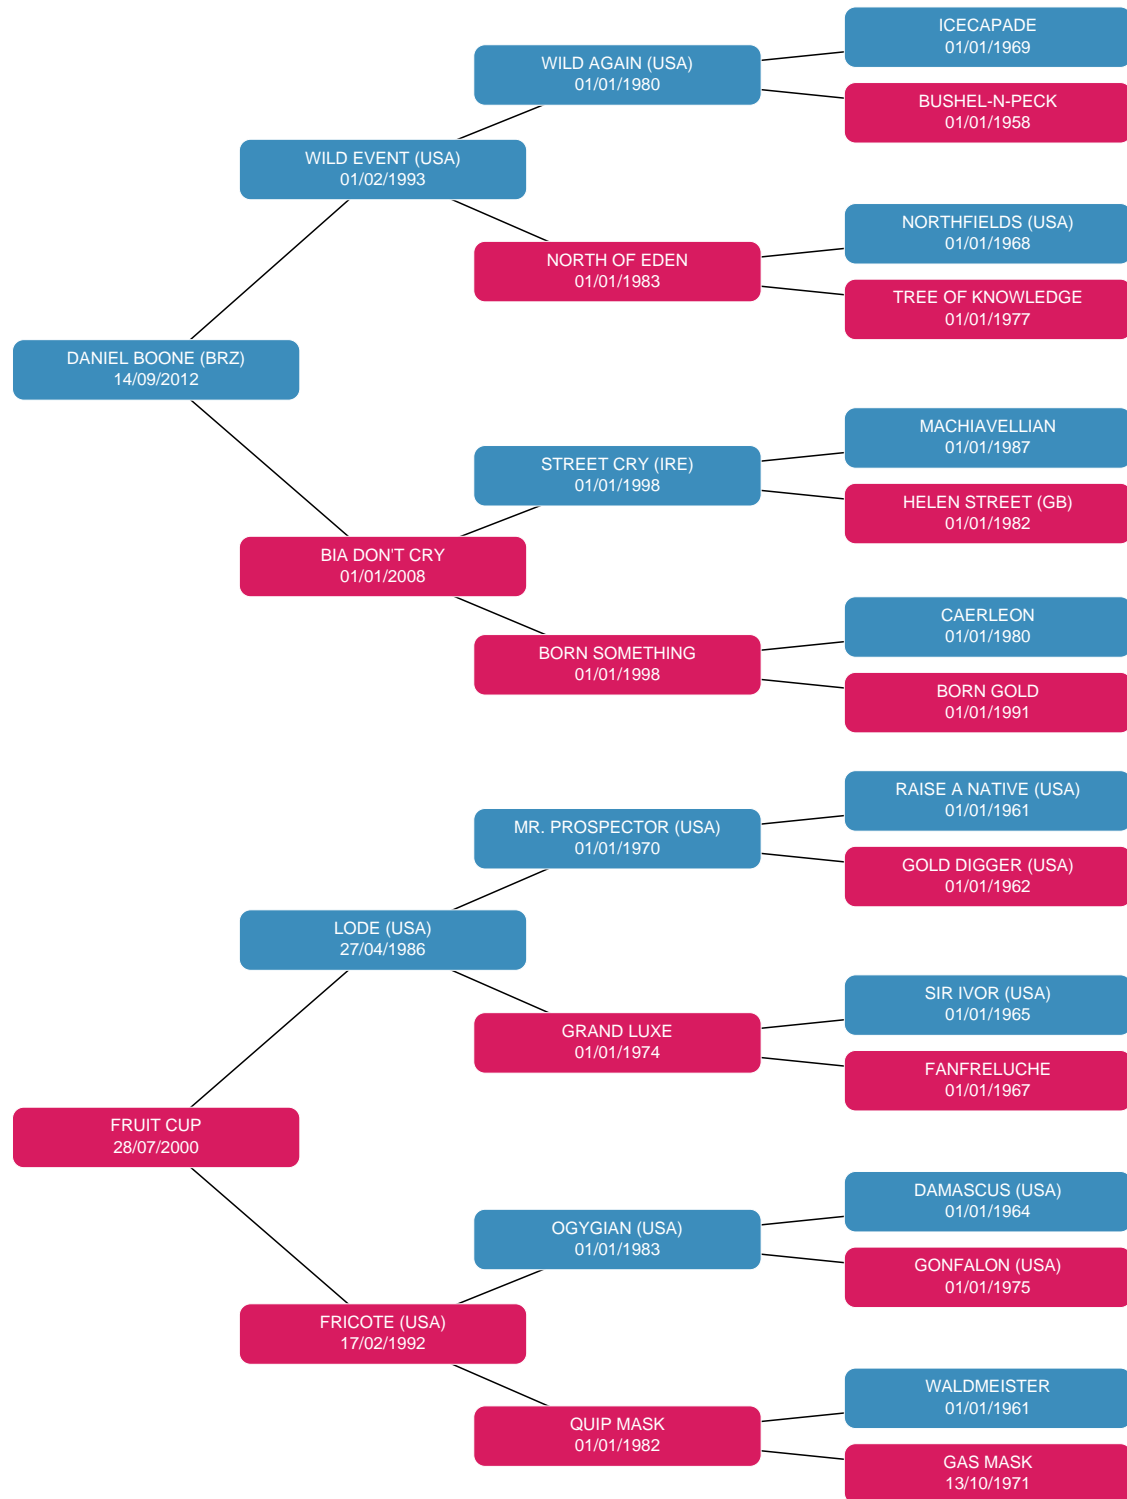 ICECAPADE
01/01/1969
WILD AGAIN (USA)
01/01/1980
BUSHEL-N-PECK
01/01/1958
WILD EVENT (USA)
01/02/1993
NORTHFIELDS (USA)
01/01/1968
NORTH OF EDEN
01/01/1983
TREE OF KNOWLEDGE
01/01/1977
DANIEL BOONE (BRZ)
14/09/2012
MACHIAVELLIAN
01/01/1987
STREET CRY (IRE)
01/01/1998
HELEN STREET (GB)
01/01/1982
BIA DON'T CRY
01/01/2008
CAERLEON
01/01/1980
BORN SOMETHING
01/01/1998
BORN GOLD
01/01/1991
RAISE A NATIVE (USA)
01/01/1961
MR. PROSPECTOR (USA)
01/01/1970
GOLD DIGGER (USA)
01/01/1962
LODE (USA)
27/04/1986
SIR IVOR (USA)
01/01/1965
GRAND LUXE
01/01/1974
FANFRELUCHE
01/01/1967
FRUIT CUP
28/07/2000
DAMASCUS (USA)
01/01/1964
OGYGIAN (USA)
01/01/1983
GONFALON (USA)
01/01/1975
FRICOTE (USA)
17/02/1992
WALDMEISTER
01/01/1961
QUIP MASK
01/01/1982
GAS MASK
13/10/1971